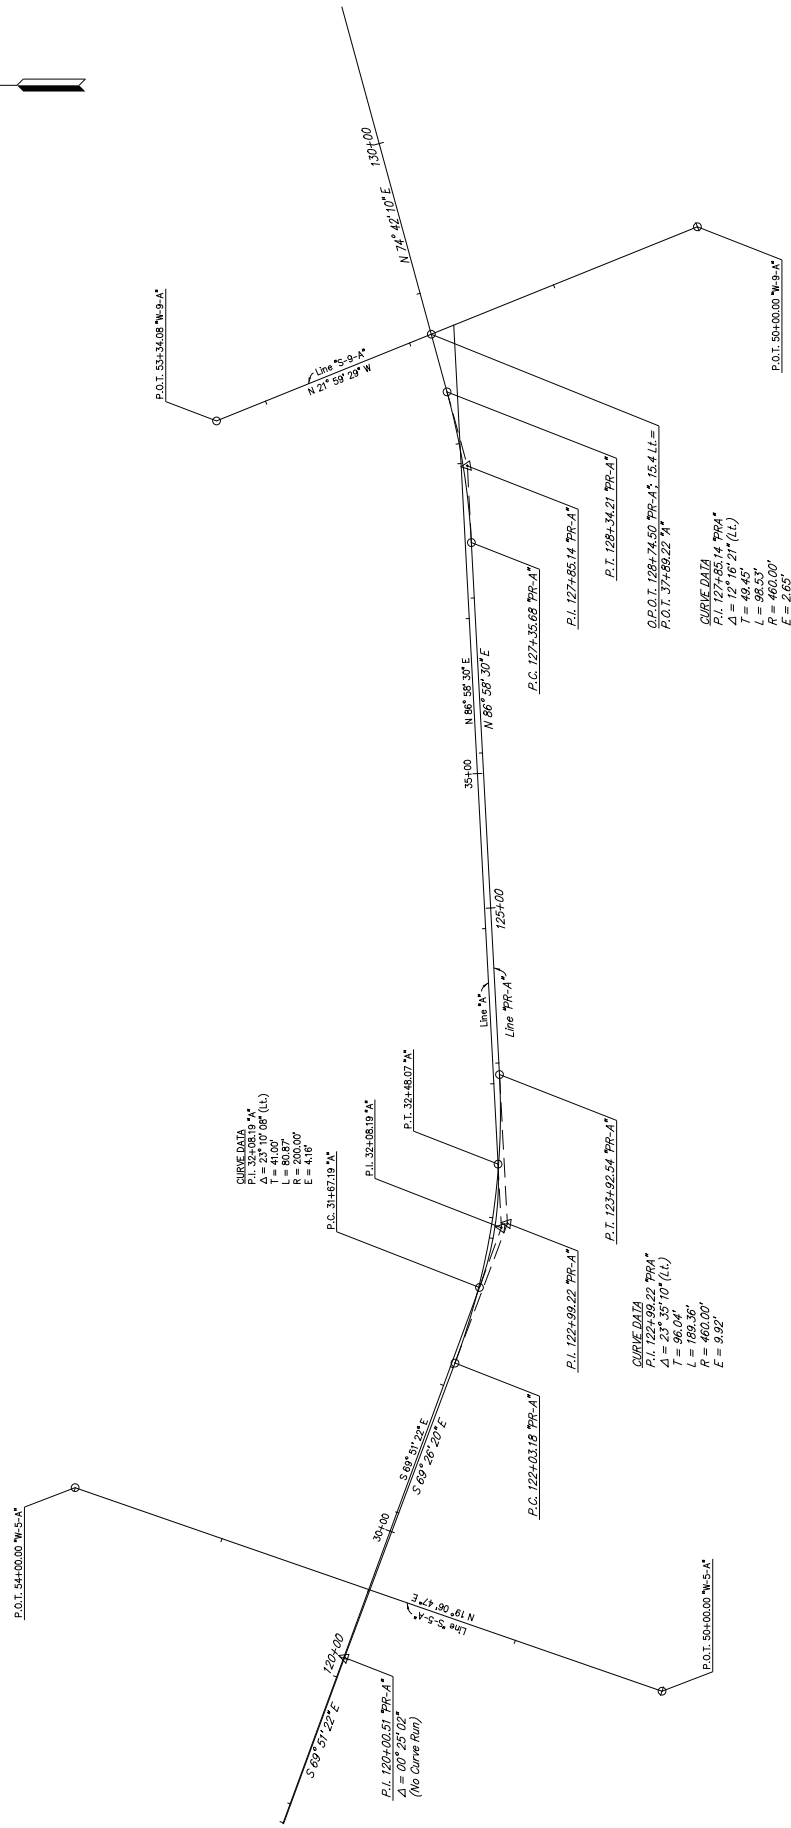 130+00
N 74° 42' 10" E
P.O.T. 53+34.08 "W-9-A"
Line "S-9-A"
N 21° 59' 29" W
P.O.T. 50+00.00 "W-9-A"
O.P.O.T. 128+74.50 "PR-A"; 15.4 Lt.=
P.O.T. 37+89.22 "A"
P.T. 128+34.21 "PR-A"
P.I. 127+85.14 "PR-A"
P.C. 127+35.68 "PR-A"
CURVE DATA
P.I. 127+85.14 "PRA"
Δ = 12° 16' 21" (Lt.)
T = 49.45'
L = 98.53'
R = 460.00'
E = 2.65'
N 86° 58' 30" E
N 86° 58' 30" E
35+00
125+00
Line "A"
Line "PR-A"
P.T. 32+48.07 "A"
P.I. 32+08.19 "A"
P.C. 31+67.19 "A"
CURVE DATA
P.I. 32+08.19 "A"
Δ = 23° 10' 08" (Lt.)
T = 41.00'
L = 80.87'
R = 200.00'
E = 4.16'
P.T. 123+92.54 "PR-A"
P.I. 122+99.22 "PR-A"
CURVE DATA
P.I. 122+99.22 "PRA"
Δ = 23° 35' 10" (Lt.)
T = 96.04'
L = 189.36'
R = 460.00'
E = 9.92'
P.C. 122+03.18 "PR-A"
S 69° 51' 22" E
S 69° 26' 20" E
P.O.T. 54+00.00 "W-5-A"
30+00
N 19° 06' 47" E
Line "S-5-A"
P.O.T. 50+00.00 "W-5-A"
120+00
P.I. 120+00.51 "PR-A"
Δ = 00° 25' 02"
(No Curve Run)
S 69° 51' 22" E